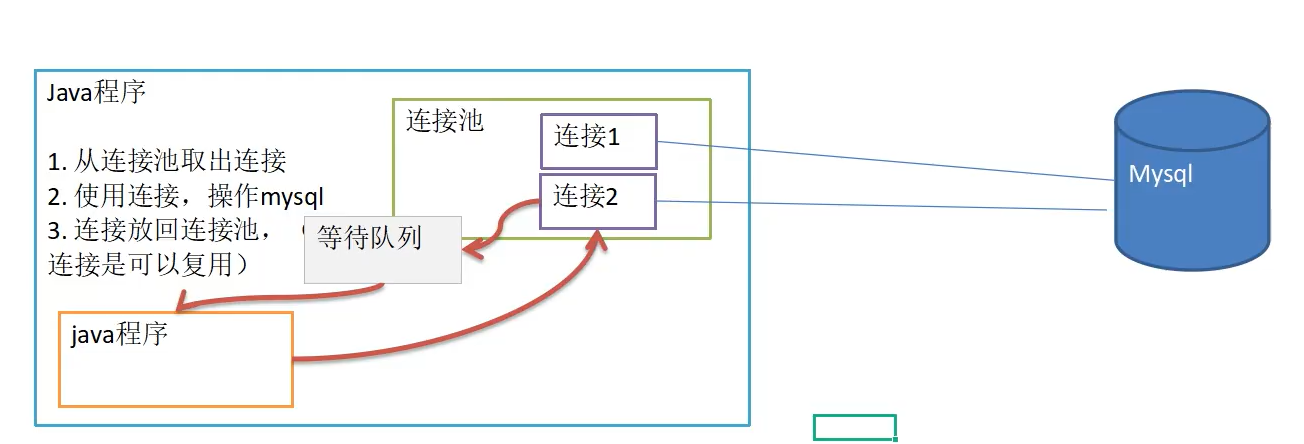 Java程序
连接池
连接1
1. 从连接池取出连接
Mysql
2. 使用连接，操作mysql
连接2
3. 连接放回连接池，（
等待队列
连接是可以复用）
java程序